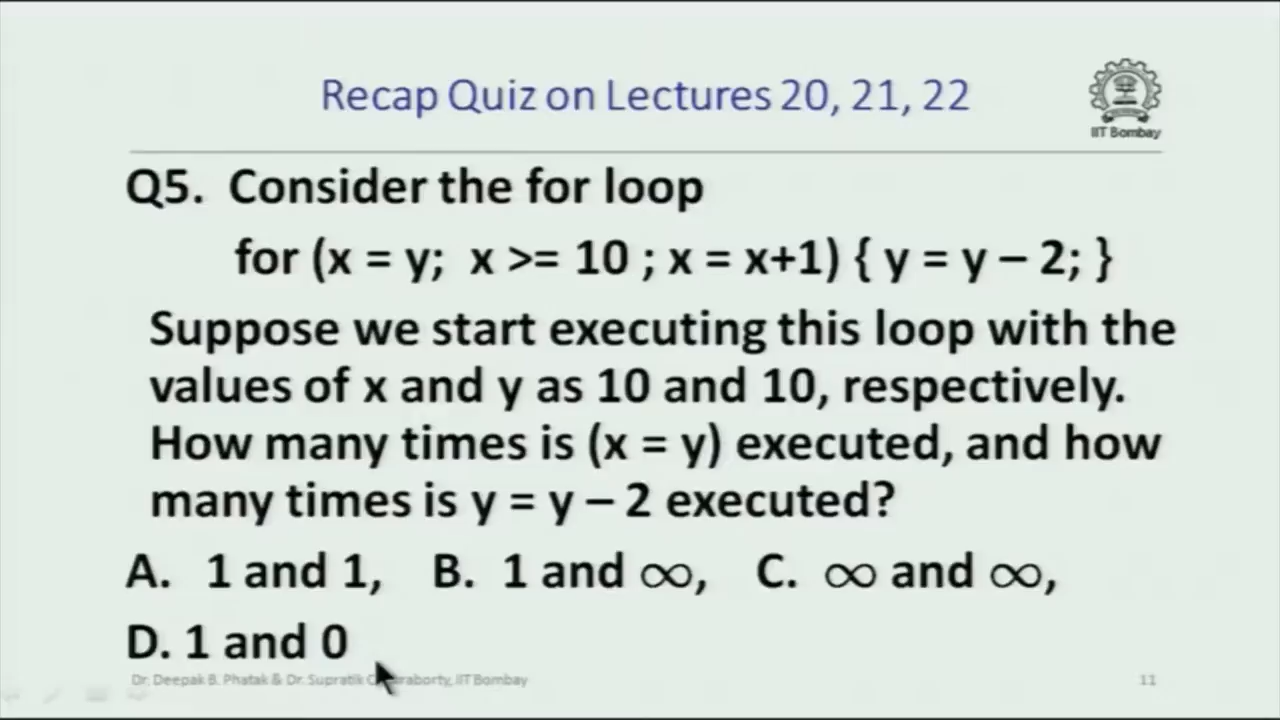 Recap Quiz on Lectures 20, 21, 22
IIT Bombay
Q5. Consider the for loop
for (x = y; x >= 10 ; x = x+1) { y = y – 2; }
Suppose we start executing this loop with the
values of x and y as 10 and 10, respectively.
How many times is (x = y) executed, and how
many times is y = y – 2 executed?
A. 1 and 1, B. 1 and ∞, C. ∞ and ∞,
D. 1 and 0
Dr. Deepak B. Phatak & Dr. Supratik Chakraborty, IIT Bombay
11